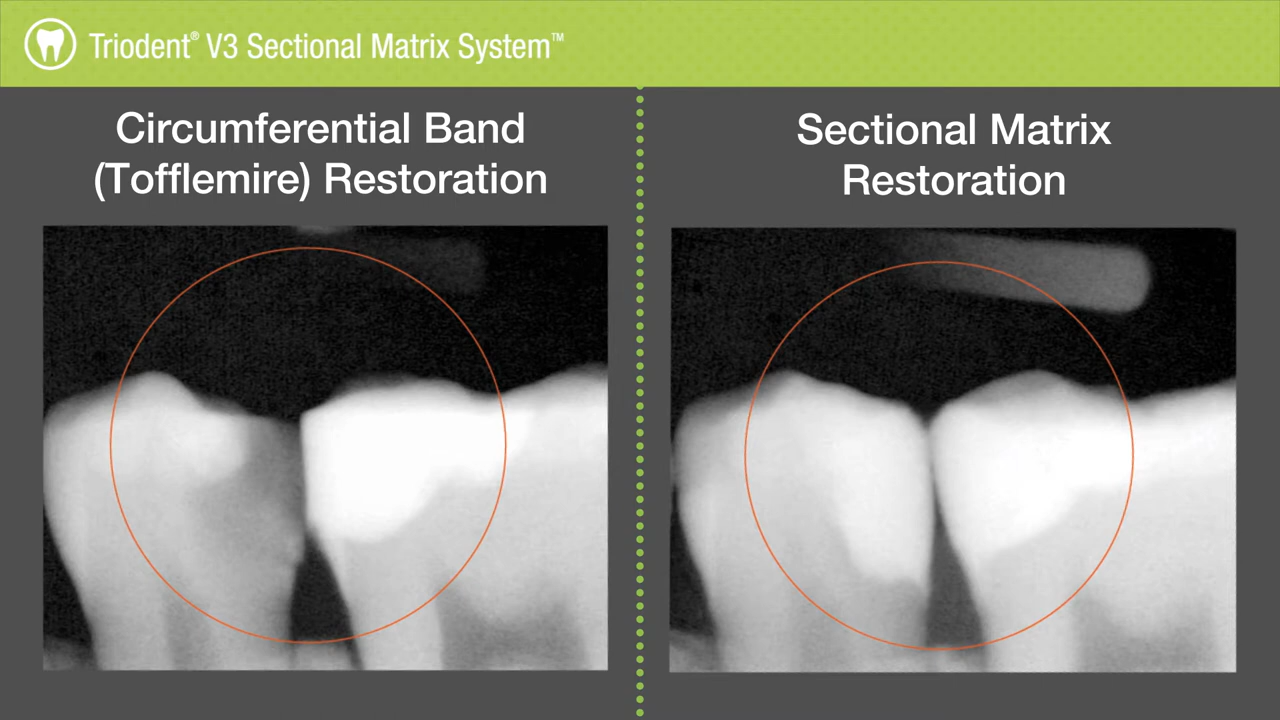 Triodent® V3 Sectional Matrix System™
Circumferential Band
(Tofflemire) Restoration
Sectional Matrix
Restoration